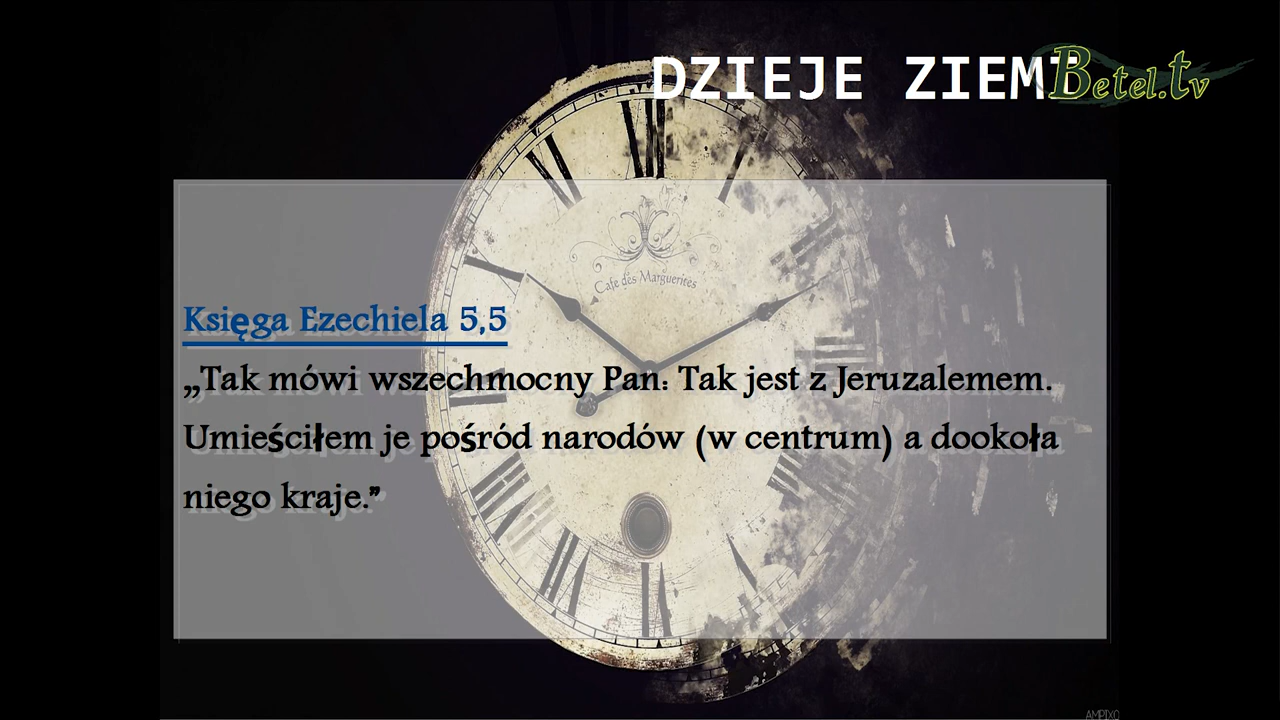 DZIEJE ZIEMI
Betel.tv
Cafe des Marguerites
Księga Ezechiela 5,5
„Tak mówi wszechmocny Pan: Tak jest z Jeruzalemem.
Umieściłem je pośród narodów (w centrum) a dookoła
niego kraje.”
AMPIXO